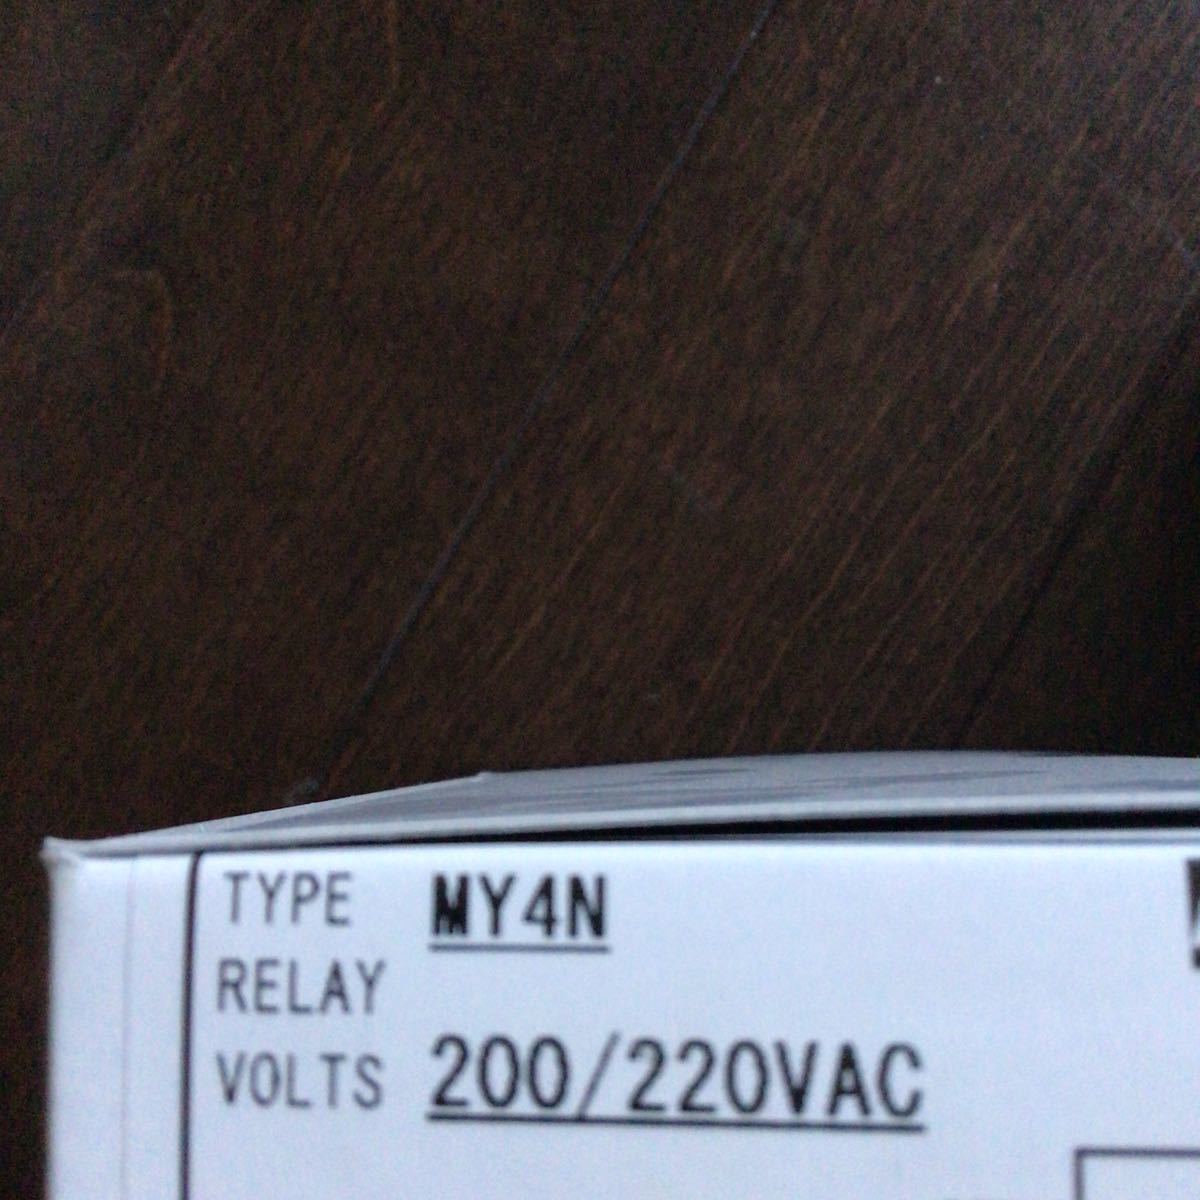 TYPE MY4N
RELAY
VOLTS 200/220VAC